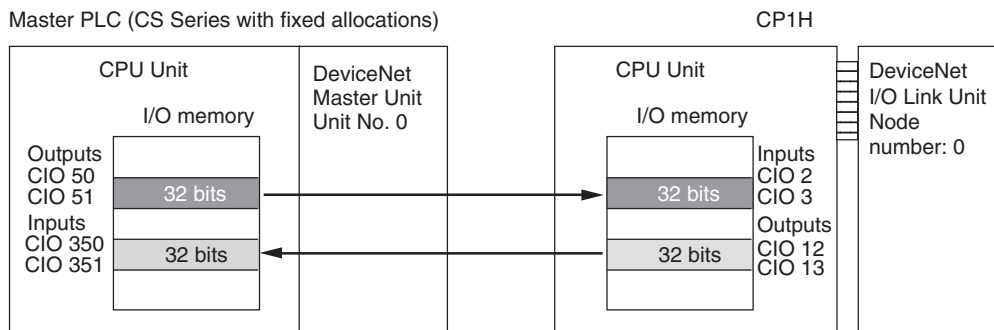 Master PLC (CS Series with fixed allocations)
CP1H
CPU Unit
DeviceNet
Master Unit
Unit No. 0
I/O memory
Outputs
CIO 50
CIO 51
32 bits
Inputs
CIO 350
CIO 351
32 bits
CPU Unit
I/O memory
Inputs
CIO 2
CIO 3
32 bits
Outputs
CIO 12
CIO 13
32 bits
DeviceNet
I/O Link Unit
Node
number: 0